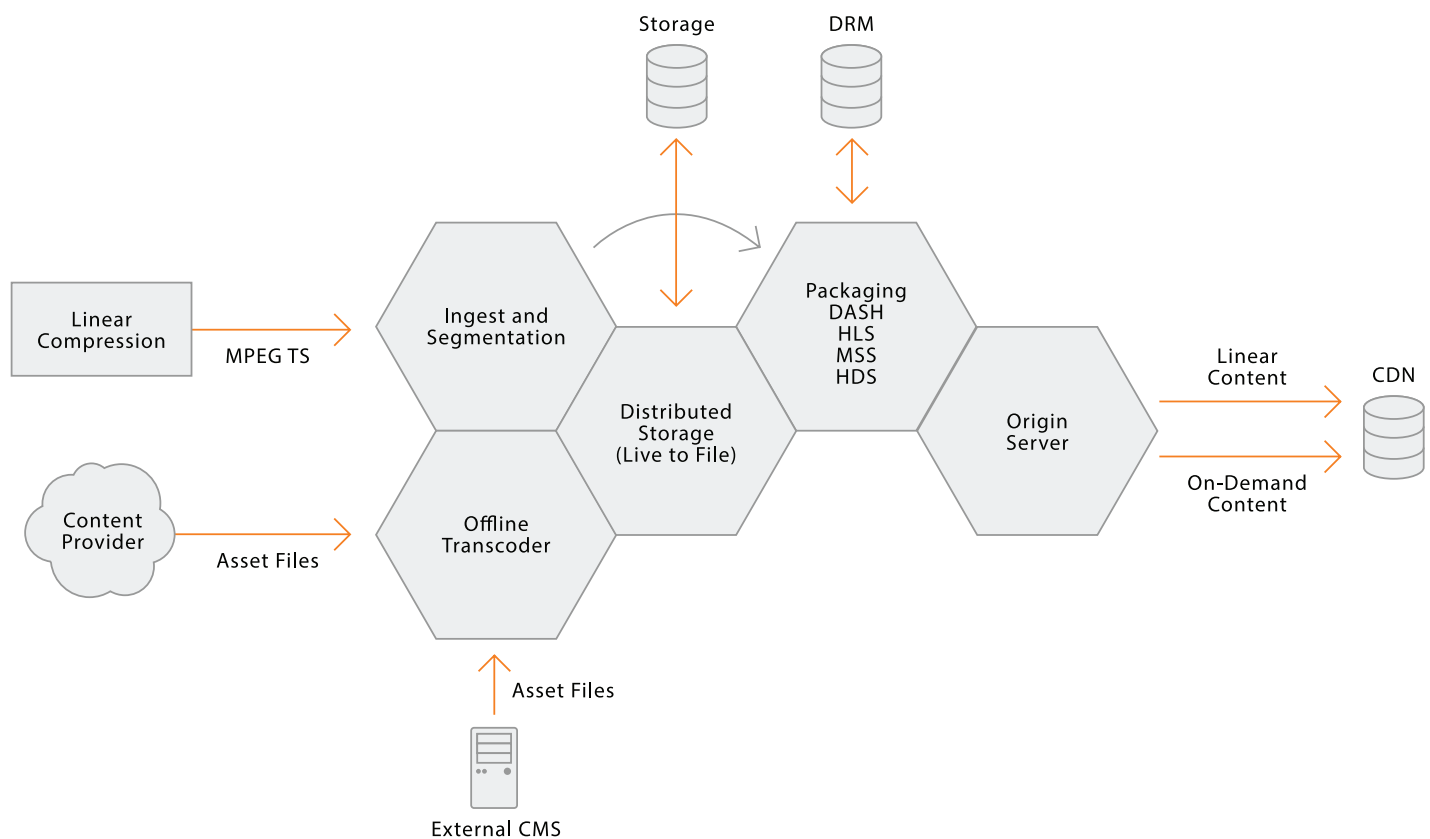 Storage
DRM
Linear
Compression
MPEG TS
Ingest and
Segmentation
Packaging
DASH
HLS
MSS
HDS
Distributed
Storage
(Live to File)
Origin
Server
Linear
Content
CDN
On-Demand
Content
Content
Provider
Asset Files
Offline
Transcoder
Asset Files
External CMS